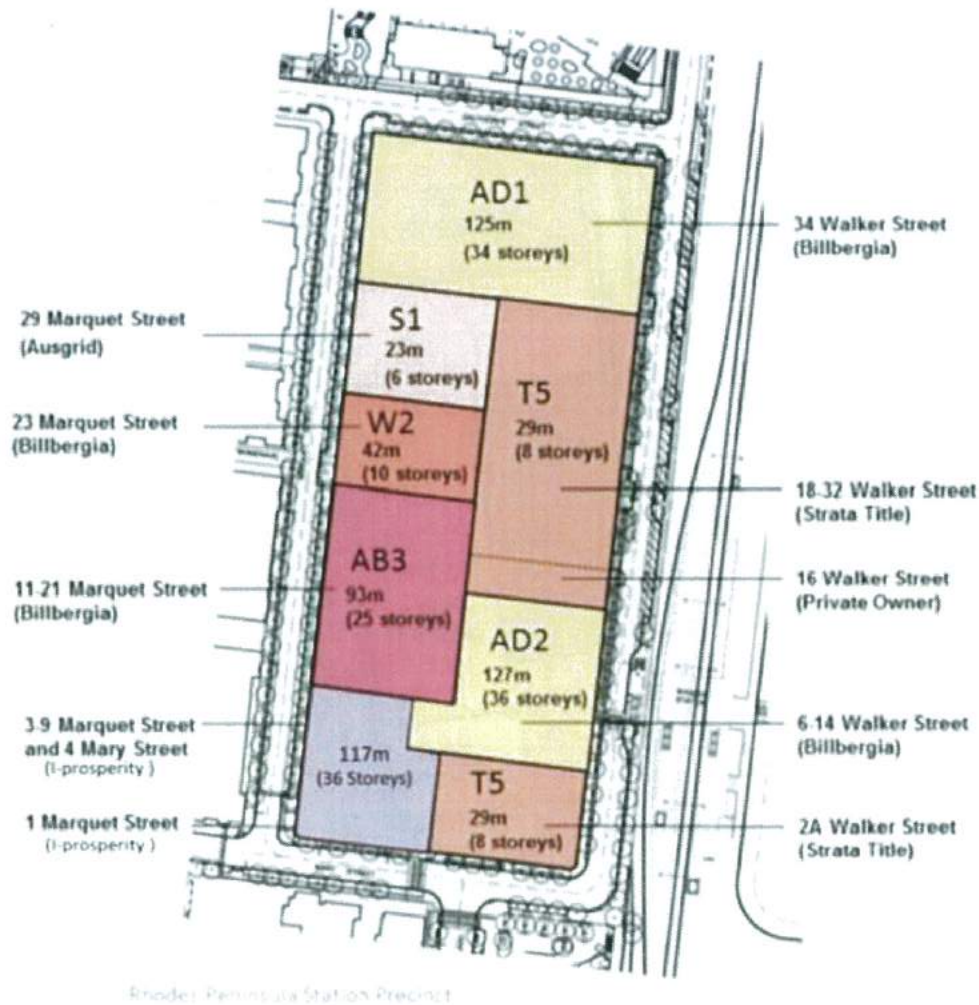 AD1
125m
(34 storeys)
34 Walker Street
(Billbergia)
29 Marquet Street
(Ausgrid)
S1
23m
(6 storeys)
T5
29m
(8 storeys)
23 Marquet Street
(Billbergia)
W2
42m
(10 storeys)
18-32 Walker Street
(Strata Title)
11-21 Marquet Street
(Billbergia)
AB3
93m
(25 storeys)
16 Walker Street
(Private Owner)
AD2
127m
(36 storeys)
3-9 Marquet Street
and 4 Mary Street
(I-prosperity )
117m
(36 Storeys)
6-14 Walker Street
(Billbergia)
1 Marquet Street
(I-prosperity )
T5
29m
(8 storeys)
2A Walker Street
(Strata Title)
Rhodes Peninsula Station Precinct